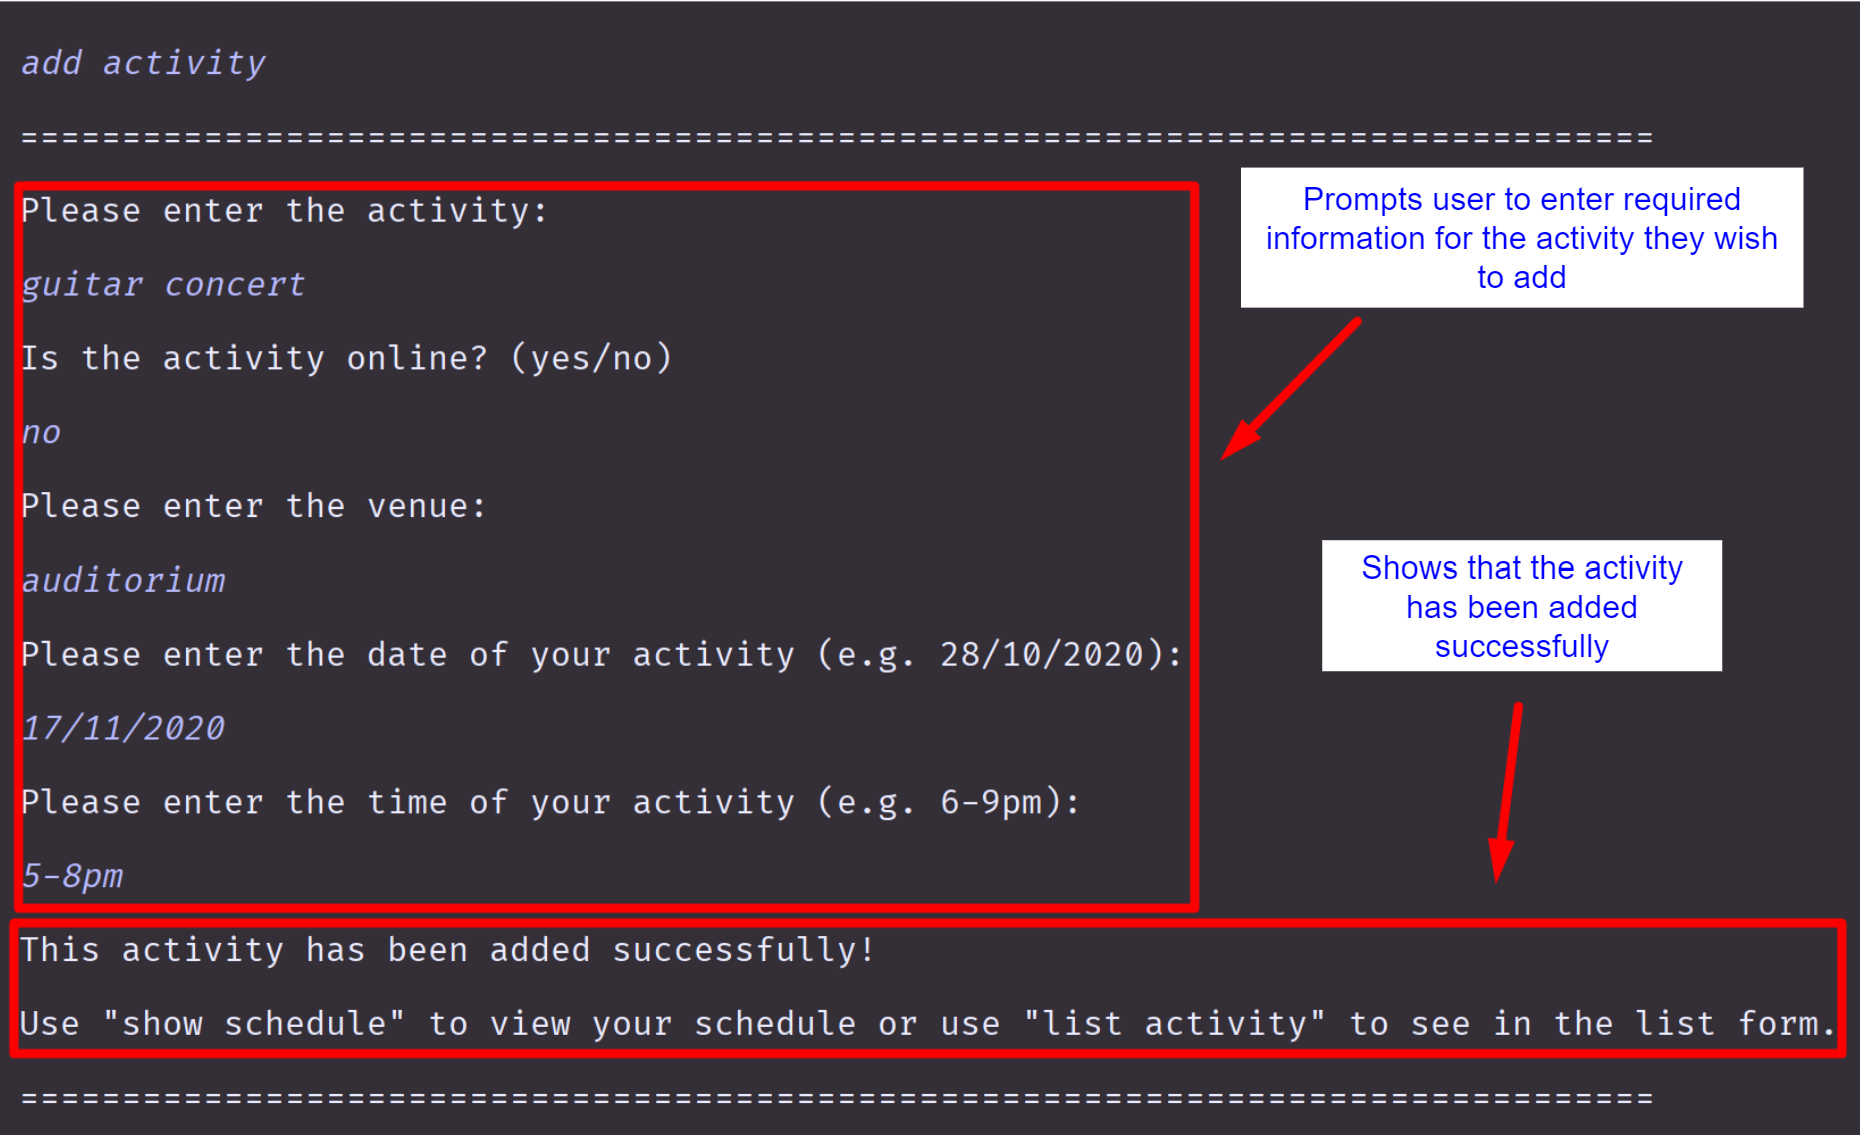 add activity
================================================================================
Please enter the activity:
guitar concert
Is the activity online? (yes/no)
no
Please enter the venue:
auditorium
Please enter the date of your activity (e.g. 28/10/2020):
17/11/2020
Please enter the time of your activity (e.g. 6-9pm):
5-8pm
This activity has been added successfully!
Use "show schedule" to view your schedule or use "list activity" to see in the list form.
================================================================================
Prompts user to enter required
information for the activity they wish
to add
Shows that the activity
has been added
successfully